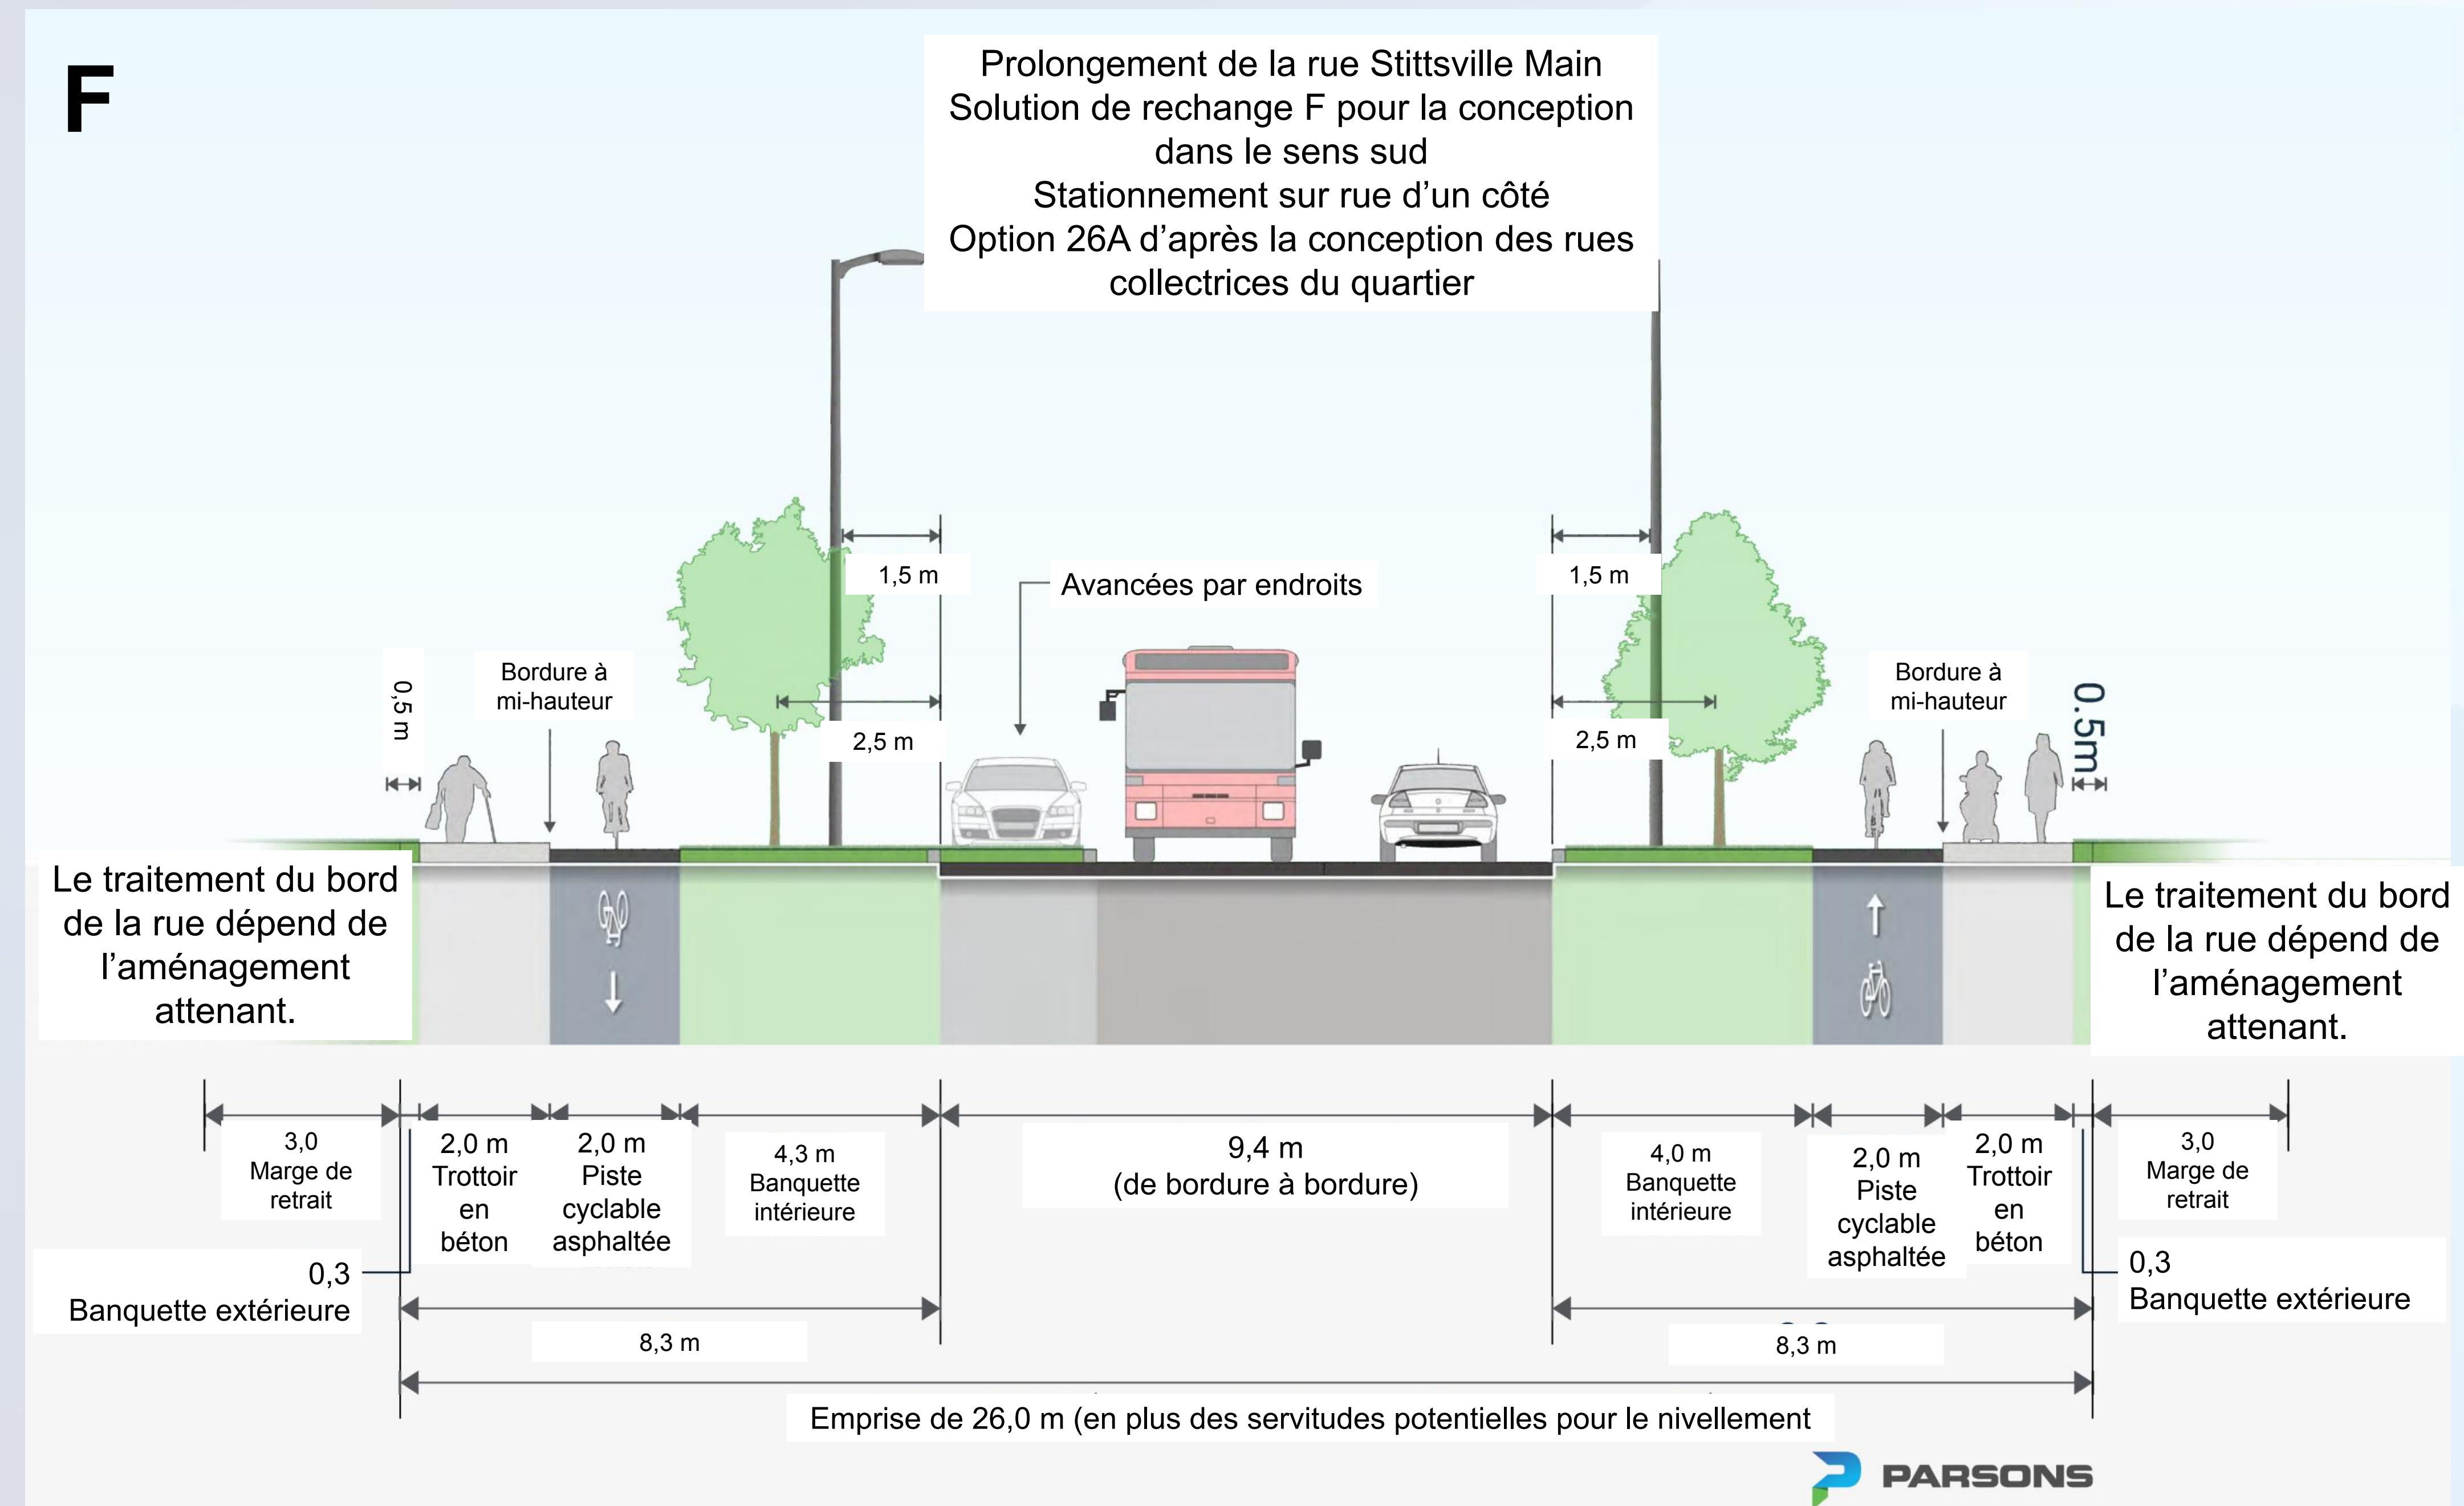 F
Prolongement de la rue Stittsville Main
Solution de rechange F pour la conception
dans le sens sud
Stationnement sur rue d’un côté
Option 26A d’après la conception des rues
collectrices du quartier
1,5 m
1,5 m
Avancées par endroits
0,5 m
Bordure à
mi-hauteur
2,5 m
2,5 m
Bordure à
mi-hauteur
0.5m
Le traitement du bord
de la rue dépend de
l’aménagement
attenant.
Le traitement du bord
de la rue dépend de
l’aménagement
attenant.
3,0
Marge de
retrait
2,0 m
Trottoir
en
béton
2,0 m
Piste
cyclable
asphaltée
4,3 m
Banquette
intérieure
9,4 m
(de bordure à bordure)
4,0 m
Banquette
intérieure
2,0 m
Piste
cyclable
asphaltée
2,0 m
Trottoir
en
béton
3,0
Marge de
retrait
0,3
Banquette extérieure
0,3
Banquette extérieure
8,3 m
8,3 m
Emprise de 26,0 m (en plus des servitudes potentielles pour le nivellement
PARSONS